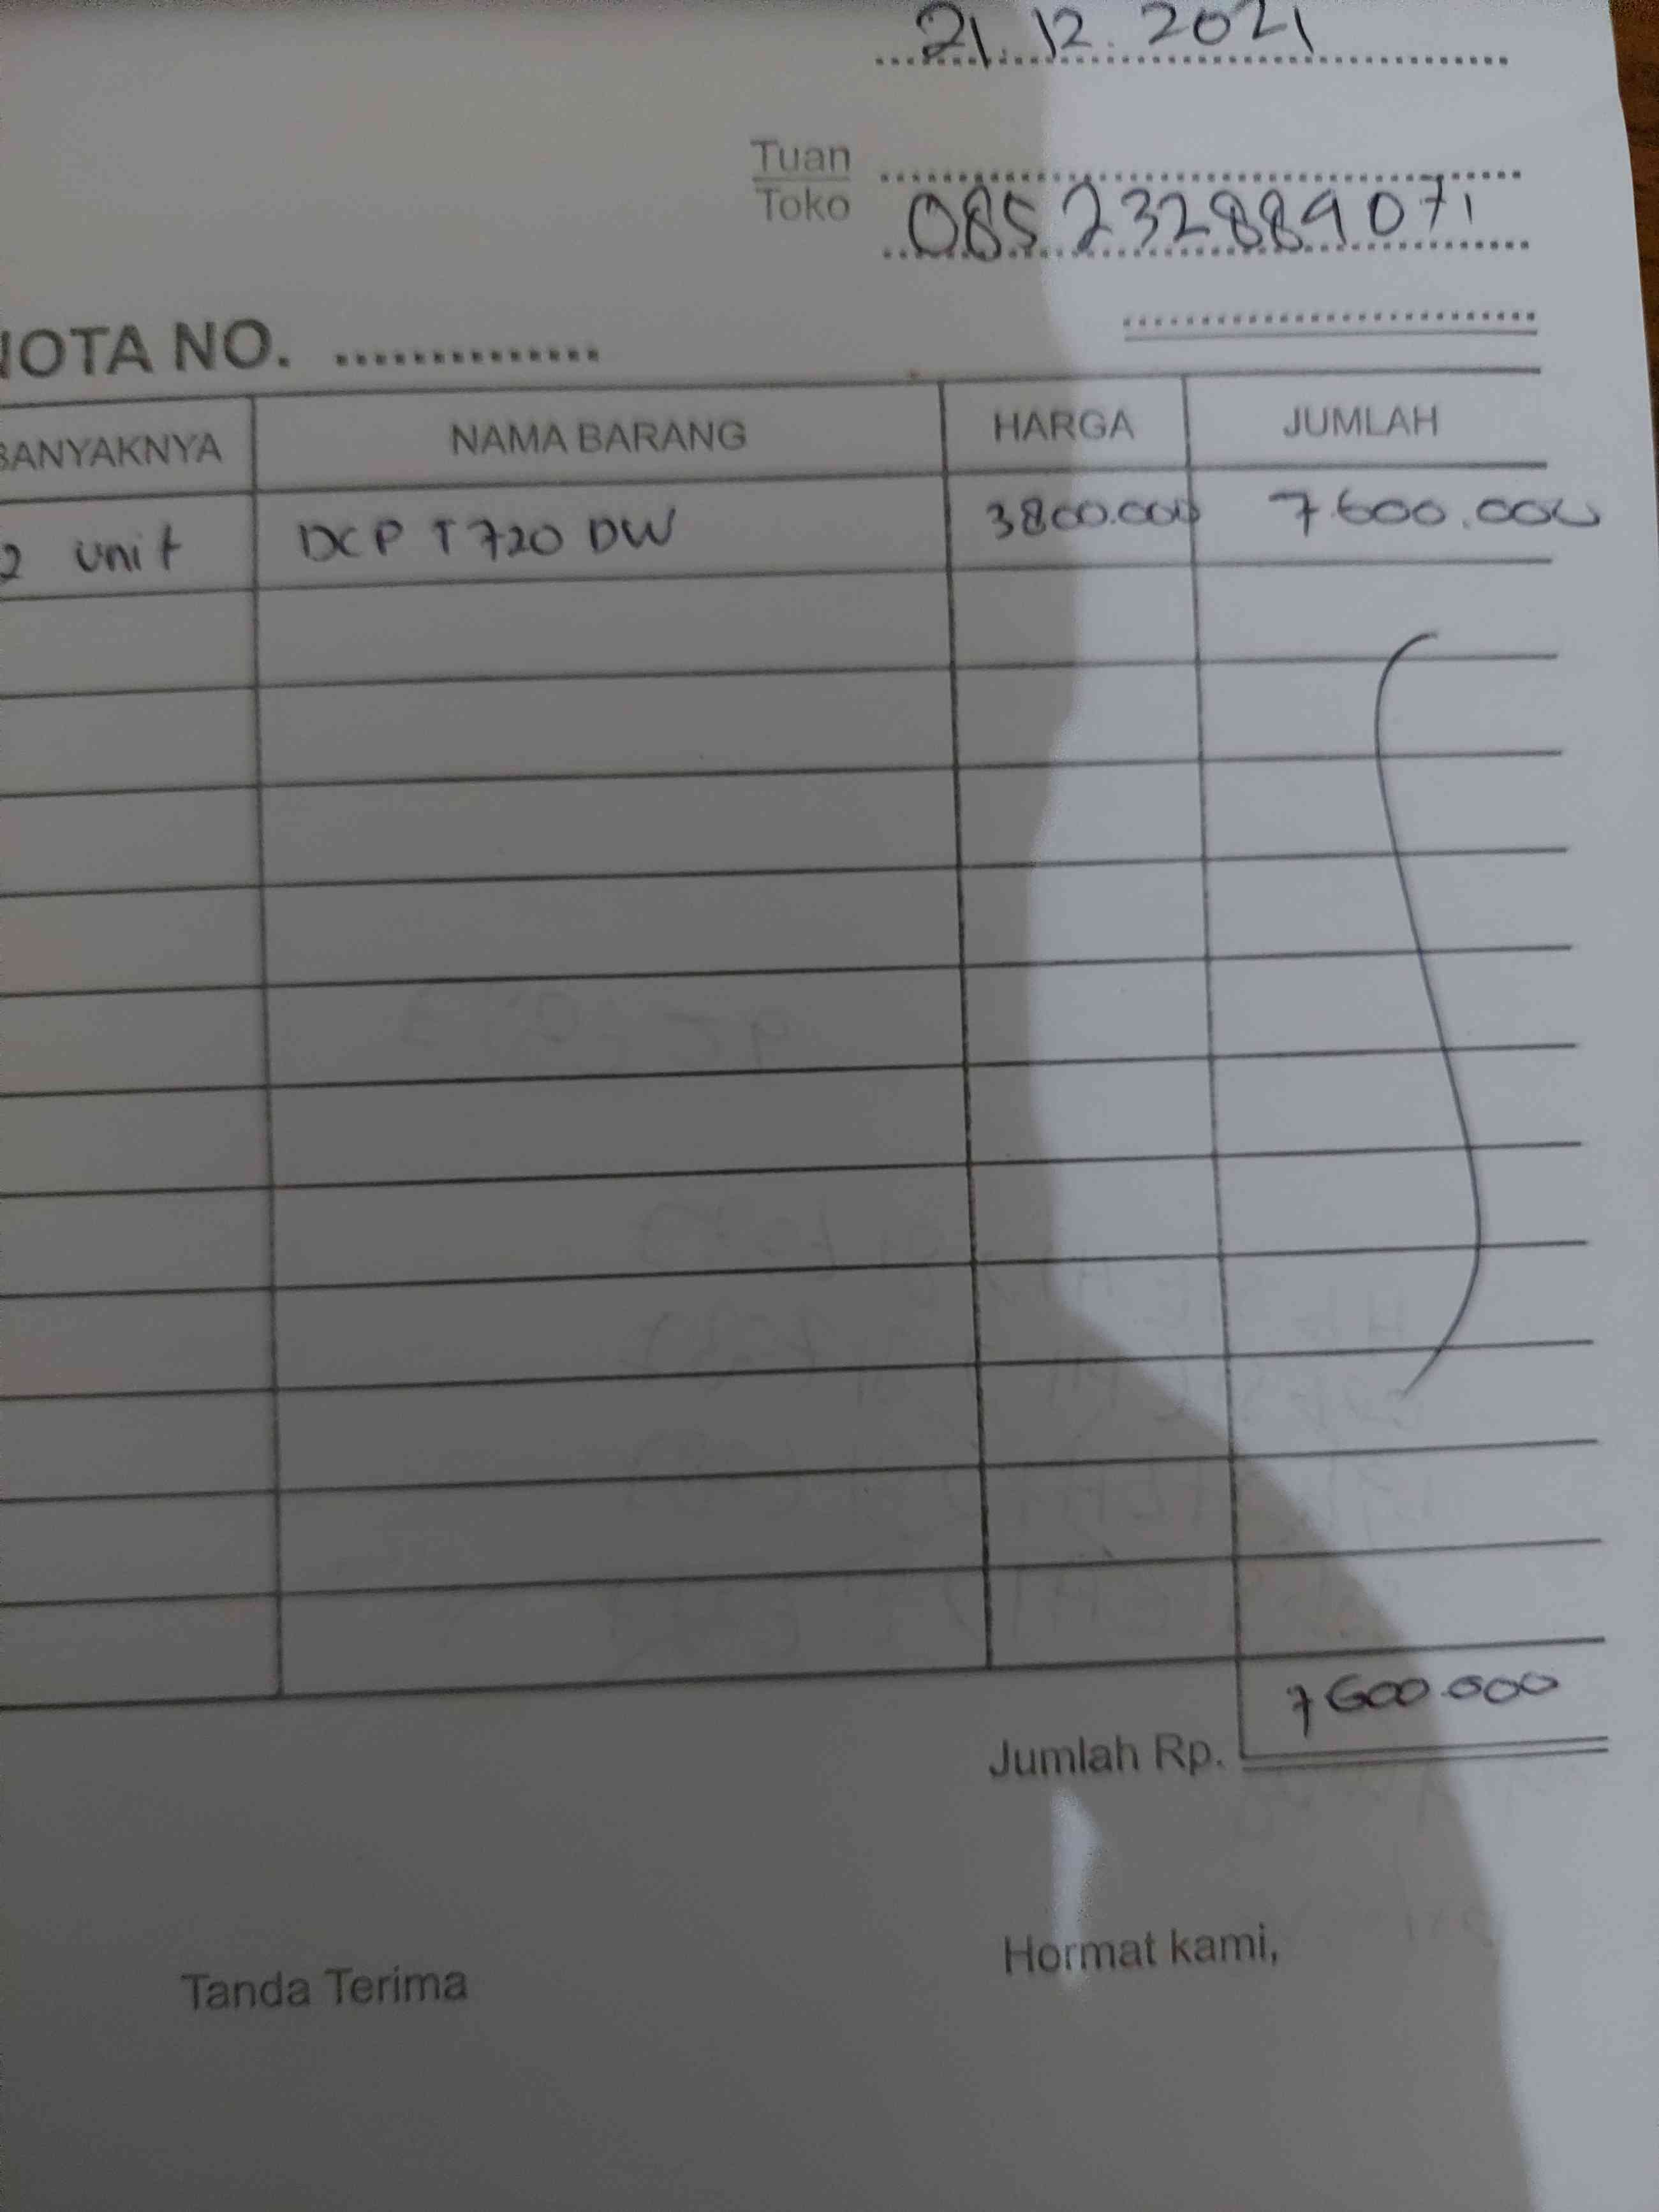 21.12.2021
Tuan
Toko 085232889071
NOTA NO. ..............
BANYAKNYA NAMA BARANG HARGA JUMLAH
2 unit DCP T720 DW 3800.000 7.600.000
7600.000
Jumlah Rp.
Tanda Terima Hormat kami,